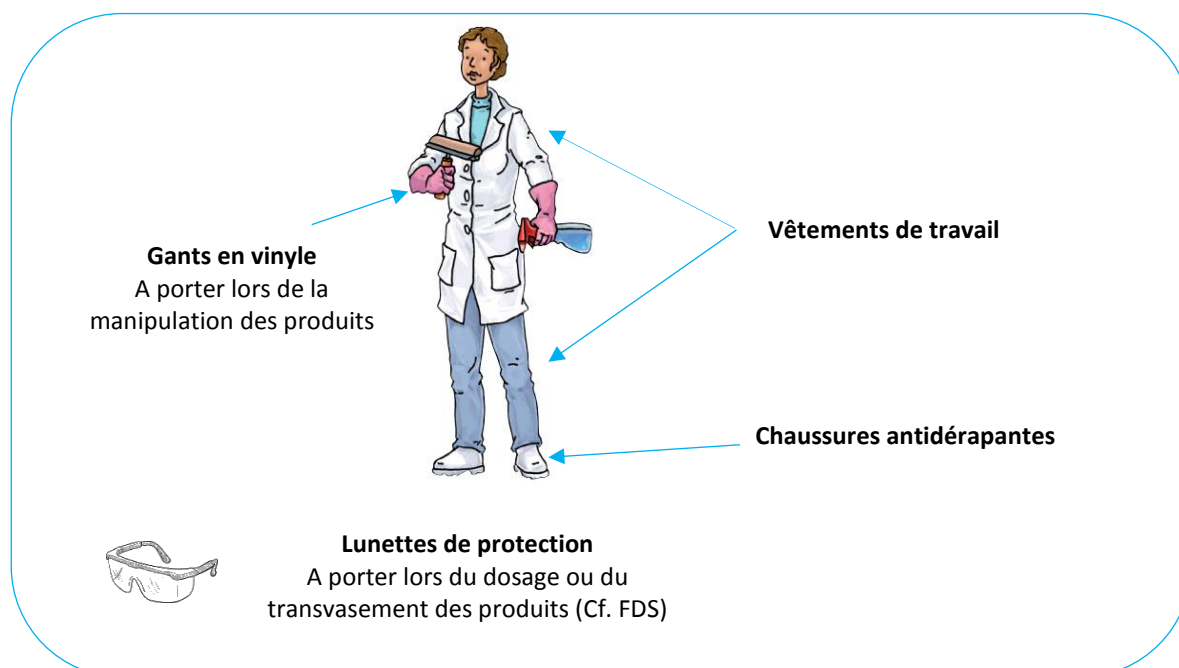 Gants en vinyle
A porter lors de la
manipulation des produits
Vêtements de travail
Chaussures antidérapantes
Lunettes de protection
A porter lors du dosage ou du
transvasement des produits (Cf. FDS)